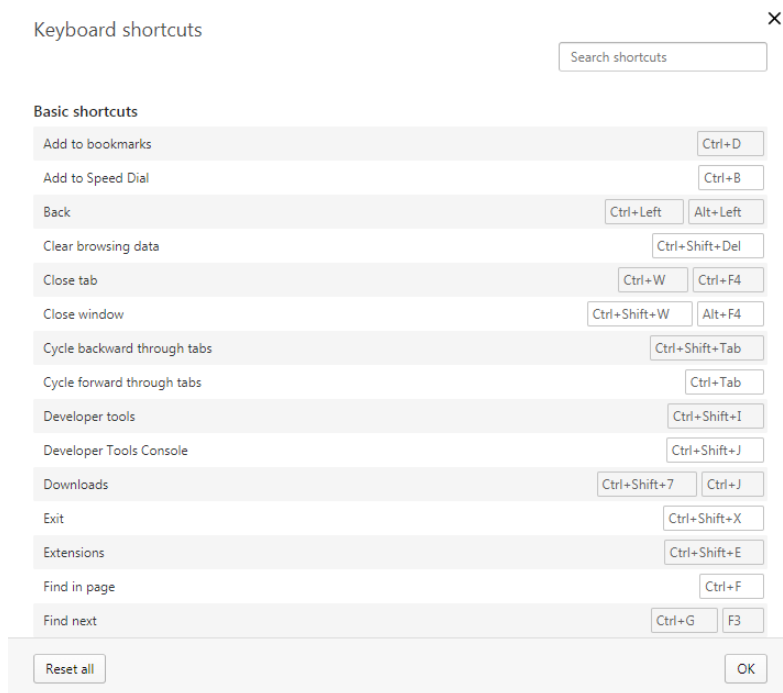 Keyboard shortcuts
Search shortcuts
Basic shortcuts
Add to bookmarks Ctrl+D
Add to Speed Dial Ctrl+B
Back Ctrl+Left Alt+Left
Clear browsing data Ctrl+Shift+Del
Close tab Ctrl+W Ctrl+F4
Close window Ctrl+Shift+W Alt+F4
Cycle backward through tabs Ctrl+Shift+Tab
Cycle forward through tabs Ctrl+Tab
Developer tools Ctrl+Shift+I
Developer Tools Console Ctrl+Shift+J
Downloads Ctrl+Shift+7 Ctrl+J
Exit Ctrl+Shift+X
Extensions Ctrl+Shift+E
Find in page Ctrl+F
Find next Ctrl+G F3
Reset all OK